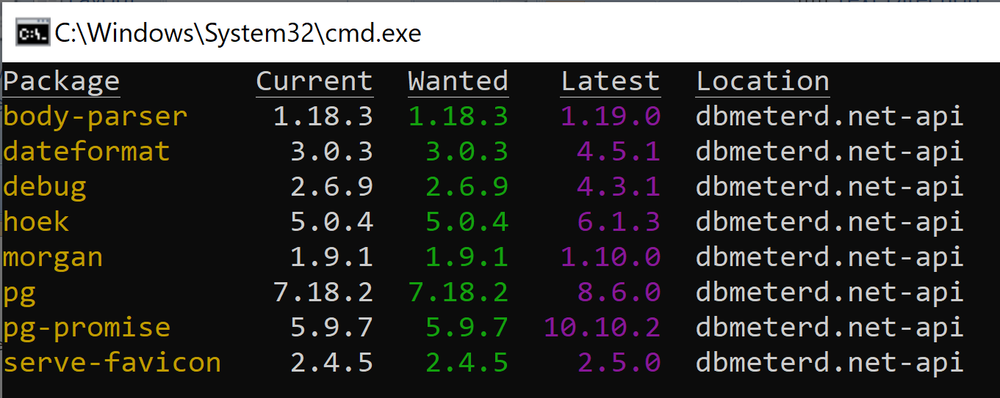 C:\Windows\System32\cmd.exe
Package Current Wanted Latest Location
body-parser 1.18.3 1.18.3 1.19.0 dbmeterd.net-api
dateformat 3.0.3 3.0.3 4.5.1 dbmeterd.net-api
debug 2.6.9 2.6.9 4.3.1 dbmeterd.net-api
hoek 5.0.4 5.0.4 6.1.3 dbmeterd.net-api
morgan 1.9.1 1.9.1 1.10.0 dbmeterd.net-api
pg 7.18.2 7.18.2 8.6.0 dbmeterd.net-api
pg-promise 5.9.7 5.9.7 10.10.2 dbmeterd.net-api
serve-favicon 2.4.5 2.4.5 2.5.0 dbmeterd.net-api